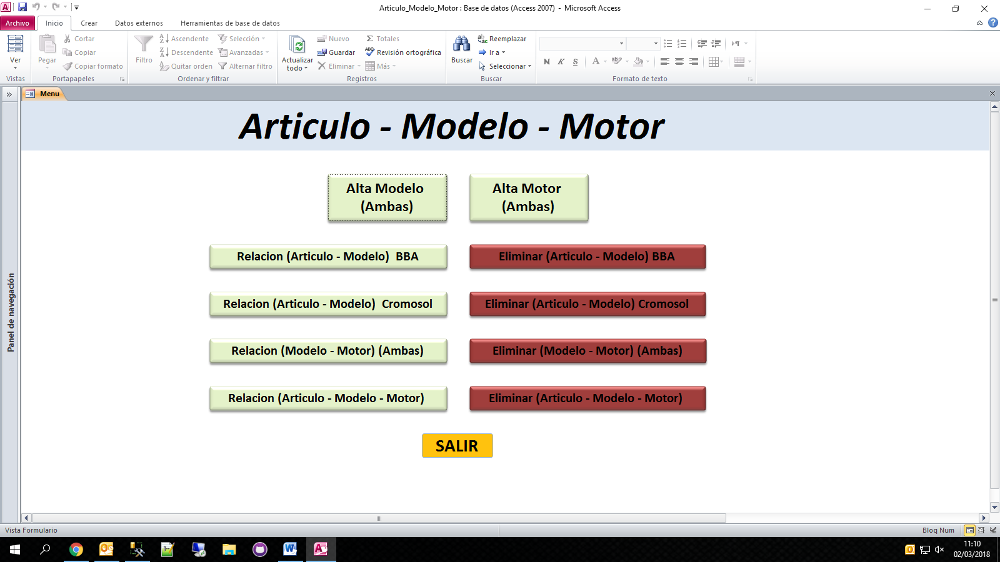 Articulo_Modelo_Motor : Base de datos (Access 2007) - Microsoft Access
Archivo Inicio Crear Datos externos Herramientas de base de datos
Ver
Vistas
Pegar
Cortar
Copiar
Copiar formato
Portapapeles
Filtro
Ascendente
Descendente
Quitar orden
Selección
Avanzadas
Alternar filtro
Ordenar y filtrar
Actualizar
todo
Nuevo
Guardar
Eliminar
Totales
Revisión ortográfica
Más
Registros
Buscar
Reemplazar
Ir a
Seleccionar
Buscar
N K S
Formato de texto
Menu
Panel de navegación
Articulo - Modelo - Motor
Alta Modelo
(Ambas)
Alta Motor
(Ambas)
Relacion (Articulo - Modelo) BBA
Eliminar (Articulo - Modelo) BBA
Relacion (Articulo - Modelo) Cromosol
Eliminar (Articulo - Modelo) Cromosol
Relacion (Modelo - Motor) (Ambas)
Eliminar (Modelo - Motor) (Ambas)
Relacion (Articulo - Modelo - Motor)
Eliminar (Articulo - Modelo - Motor)
SALIR
Vista Formulario
Bloq Num
11:10
02/03/2018